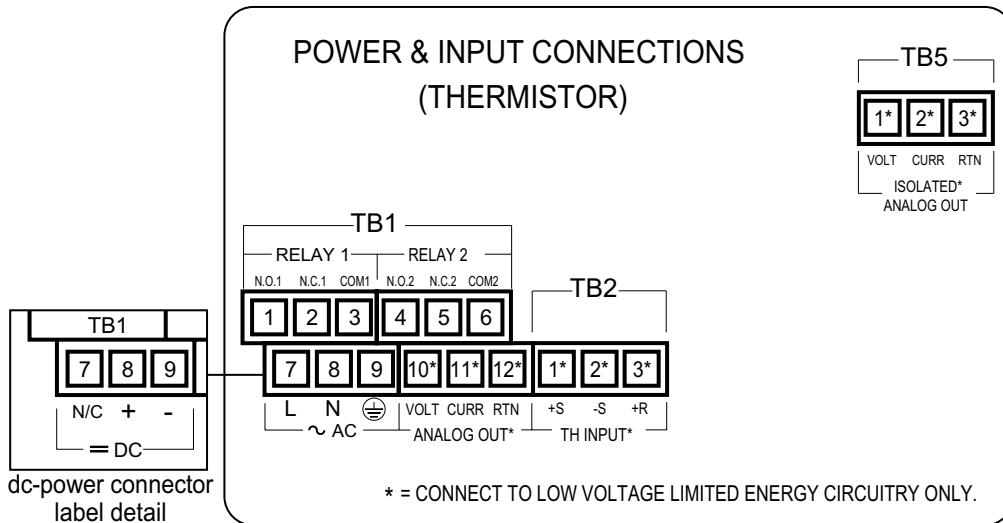 POWER & INPUT CONNECTIONS
(THERMISTOR)
TB5
1* 2* 3*
VOLT CURR RTN
ISOLATED*
ANALOG OUT
TB1
RELAY 1 RELAY 2
N.O.1 N.C.1 COM1 N.O.2 N.C.2 COM2
1 2 3 4 5 6
TB2
7 8 9 10* 11* 12* 1* 2* 3*
L N VOLT CURR RTN +S -S +R
~ AC ANALOG OUT* TH INPUT*
TB1
7 8 9
N/C + -
DC
dc-power connector
label detail
* = CONNECT TO LOW VOLTAGE LIMITED ENERGY CIRCUITRY ONLY.